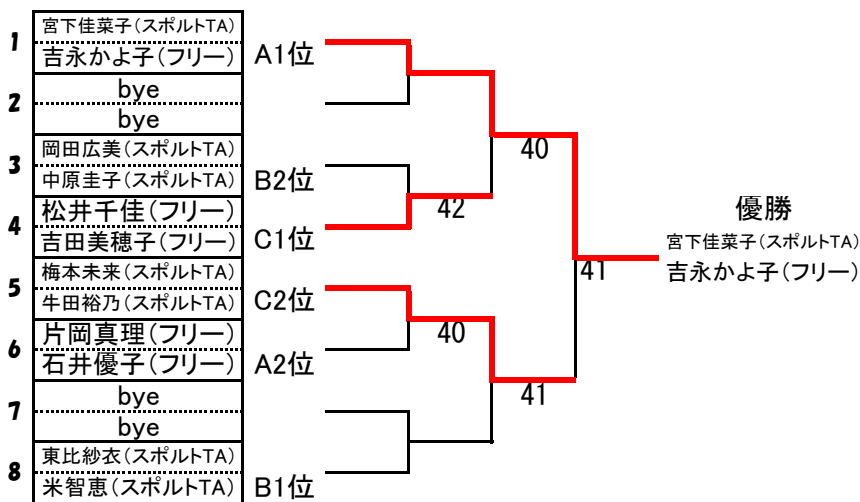 1
宮下佳菜子(スポルトTA)
吉永かよ子(フリー)
A1位
2
bye
bye
40
3
岡田広美(スポルトTA)
中原圭子(スポルトTA)
B2位
42
4
松井千佳(フリー)
吉田美穂子(フリー)
C1位
優勝
宮下佳菜子(スポルトTA)
吉永かよ子(フリー)
41
5
梅本未来(スポルトTA)
牛田裕乃(スポルトTA)
C2位
40
6
片岡真理(フリー)
石井優子(フリー)
A2位
41
7
bye
bye
8
東比紗衣(スポルトTA)
米智恵(スポルトTA)
B1位